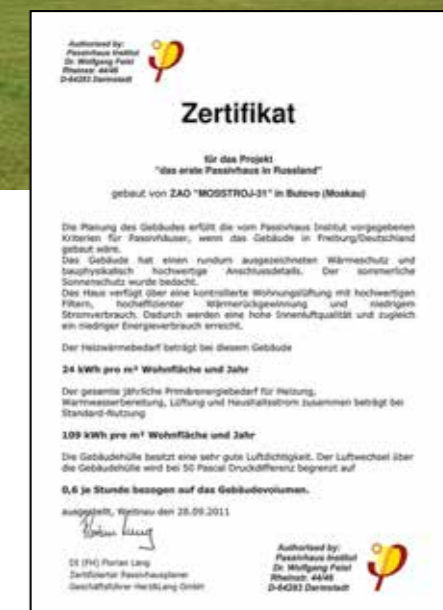 Authorised by:
Passivhaus Institut
Dr. Wolfgang Feist
Rheinstr. 44/46
D-64283 Darmstadt
Zertifikat
für das Projekt
"das erste Passivhaus in Russland"
gebaut von ZAO "MOSSTROJ-31" in Butovo (Moskau)
Die Planung des Gebäudes erfüllt die vom Passivhaus Institut vorgegebenen
Kriterien für Passivhäuser, wenn das Gebäude in Freiburg/Deutschland
gebaut wäre.
Das Gebäude hat einen rundum ausgezeichneten Wärmeschutz und
bauphysikalisch hochwertige Anschlussdetails. Der sommerliche
Sonnenschutz wurde bedacht.
Das Haus verfügt über eine kontrollierte Wohnungslüftung mit hochwertigen
Filtern, hocheffizienter Wärmerückgewinnung und niedrigem
Stromverbrauch. Dadurch werden eine hohe Innenluftqualität und zugleich
ein niedriger Energieverbrauch erreicht.
Der Heizwärmebedarf beträgt bei diesem Gebäude
24 kWh pro m² Wohnfläche und Jahr
Der gesamte jährliche Primärenergiebedarf für Heizung,
Warmwasserbereitung, Lüftung und Haushaltsstrom zusammen beträgt bei
Standard-Nutzung
109 kWh pro m² Wohnfläche und Jahr
Die Gebäudehülle besitzt eine sehr gute Luftdichtigkeit. Der Luftwechsel über
die Gebäudehülle wird bei 50 Pascal Druckdifferenz begrenzt auf
0,6 je Stunde bezogen auf das Gebäudevolumen.
ausgestellt, Weitnau den 28.09.2011
DI (FH) Florian Lang
Zertifizierter Passivhausplaner
Geschäftsführer Herz&Lang GmbH
Authorised by:
Passivhaus Institut
Dr. Wolfgang Feist
Rheinstr. 44/46
D-64283 Darmstadt